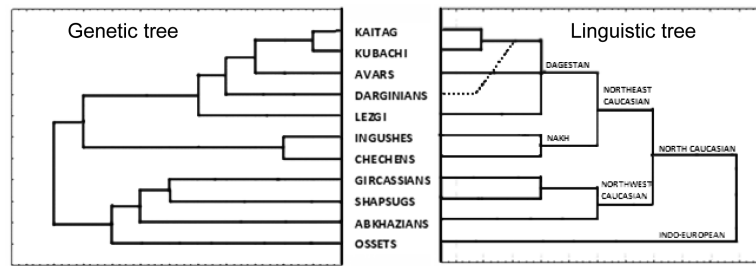 Genetic tree
Linguistic tree
KAITAG
KUBACHI
AVARS
DARGINIANS
LEZGI
INGUSHES
CHECHENS
GIRCASSIANS
SHAPSUGS
ABKHAZIANS
OSSETS
DAGESTAN
NORTHEAST
CAUCASIAN
NAKH
NORTH CAUCASIAN
NORTHWEST
CAUCASIAN
INDO-EUROPEAN